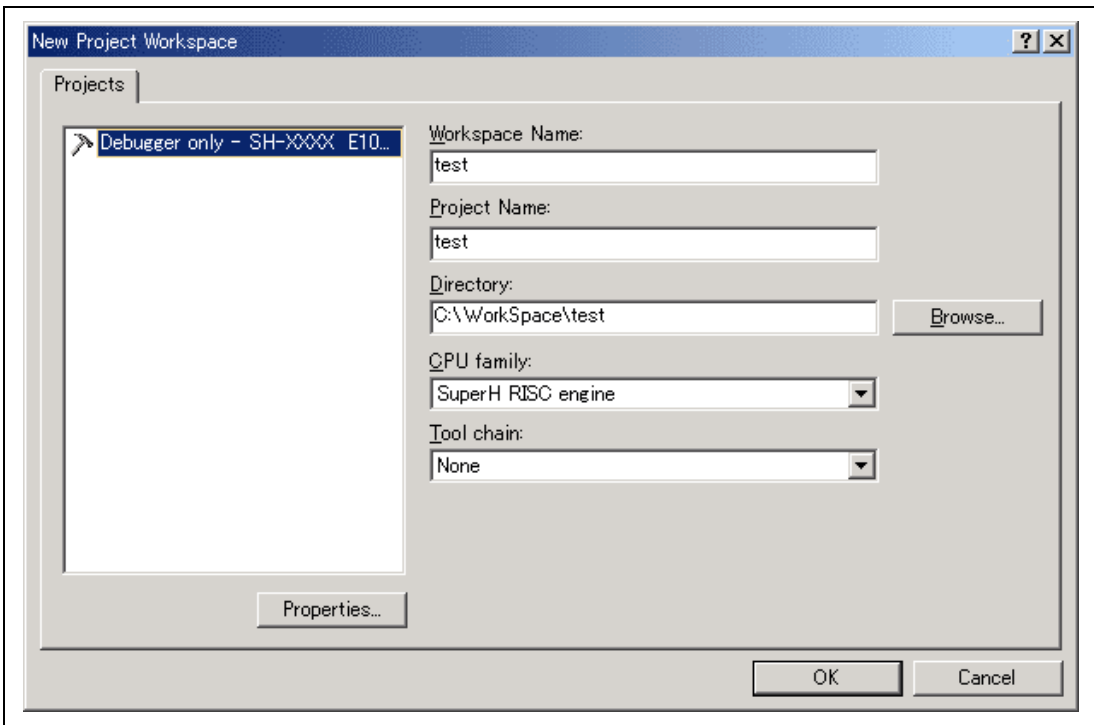 New Project Workspace
Projects
Debugger only - SH-XXXX E10...
Workspace Name:
test
Project Name:
test
Directory:
C:\WorkSpace\test
Browse...
CPU family:
SuperH RISC engine
Tool chain:
None
Properties...
OK
Cancel